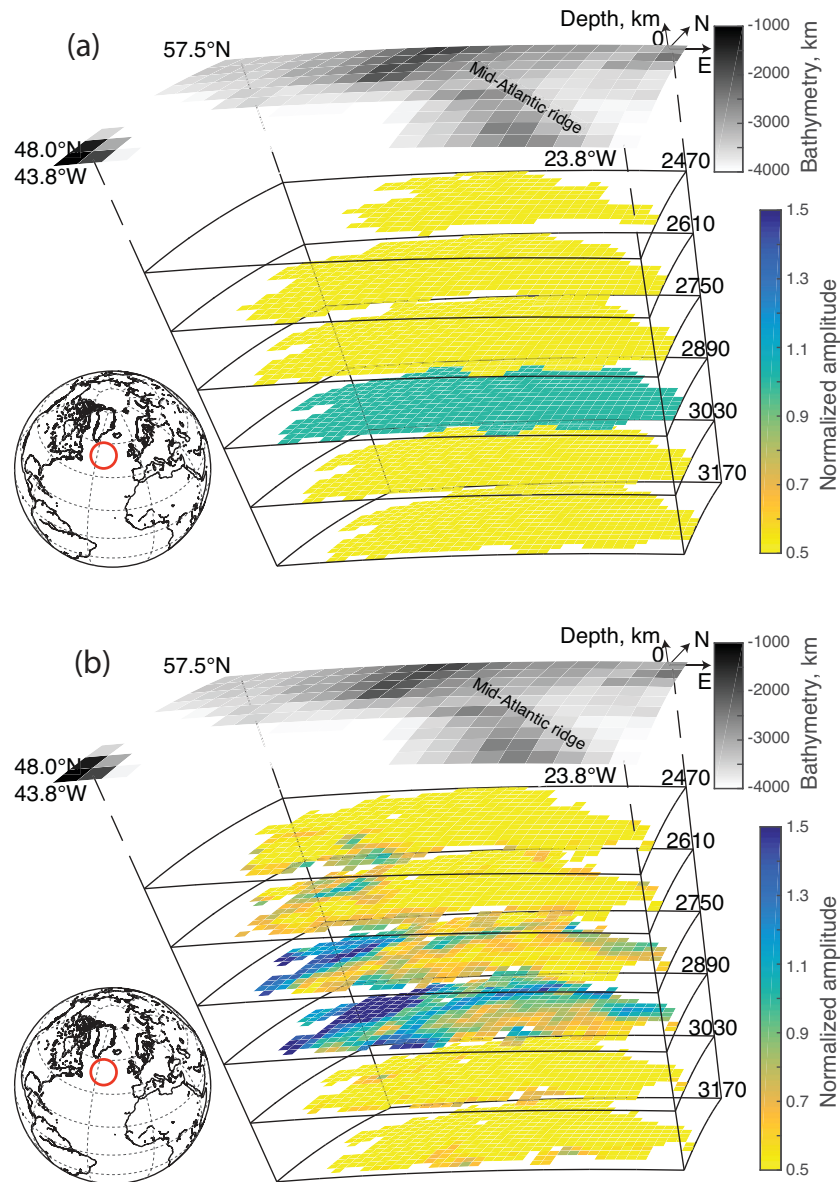 (a)
57.5°N
Depth, km
0
N
E
Mid-Atlantic ridge
48.0°N
43.8°W
23.8°W
-1000
-2000
-3000
-4000
Bathymetry, km
2470
2610
2750
2890
3030
3170
1.5
1.3
1.1
0.9
0.7
0.5
Normalized amplitude
(b)
57.5°N
Depth, km
0
N
E
Mid-Atlantic ridge
48.0°N
43.8°W
23.8°W
-1000
-2000
-3000
-4000
Bathymetry, km
2470
2610
2750
2890
3030
3170
1.5
1.3
1.1
0.9
0.7
0.5
Normalized amplitude